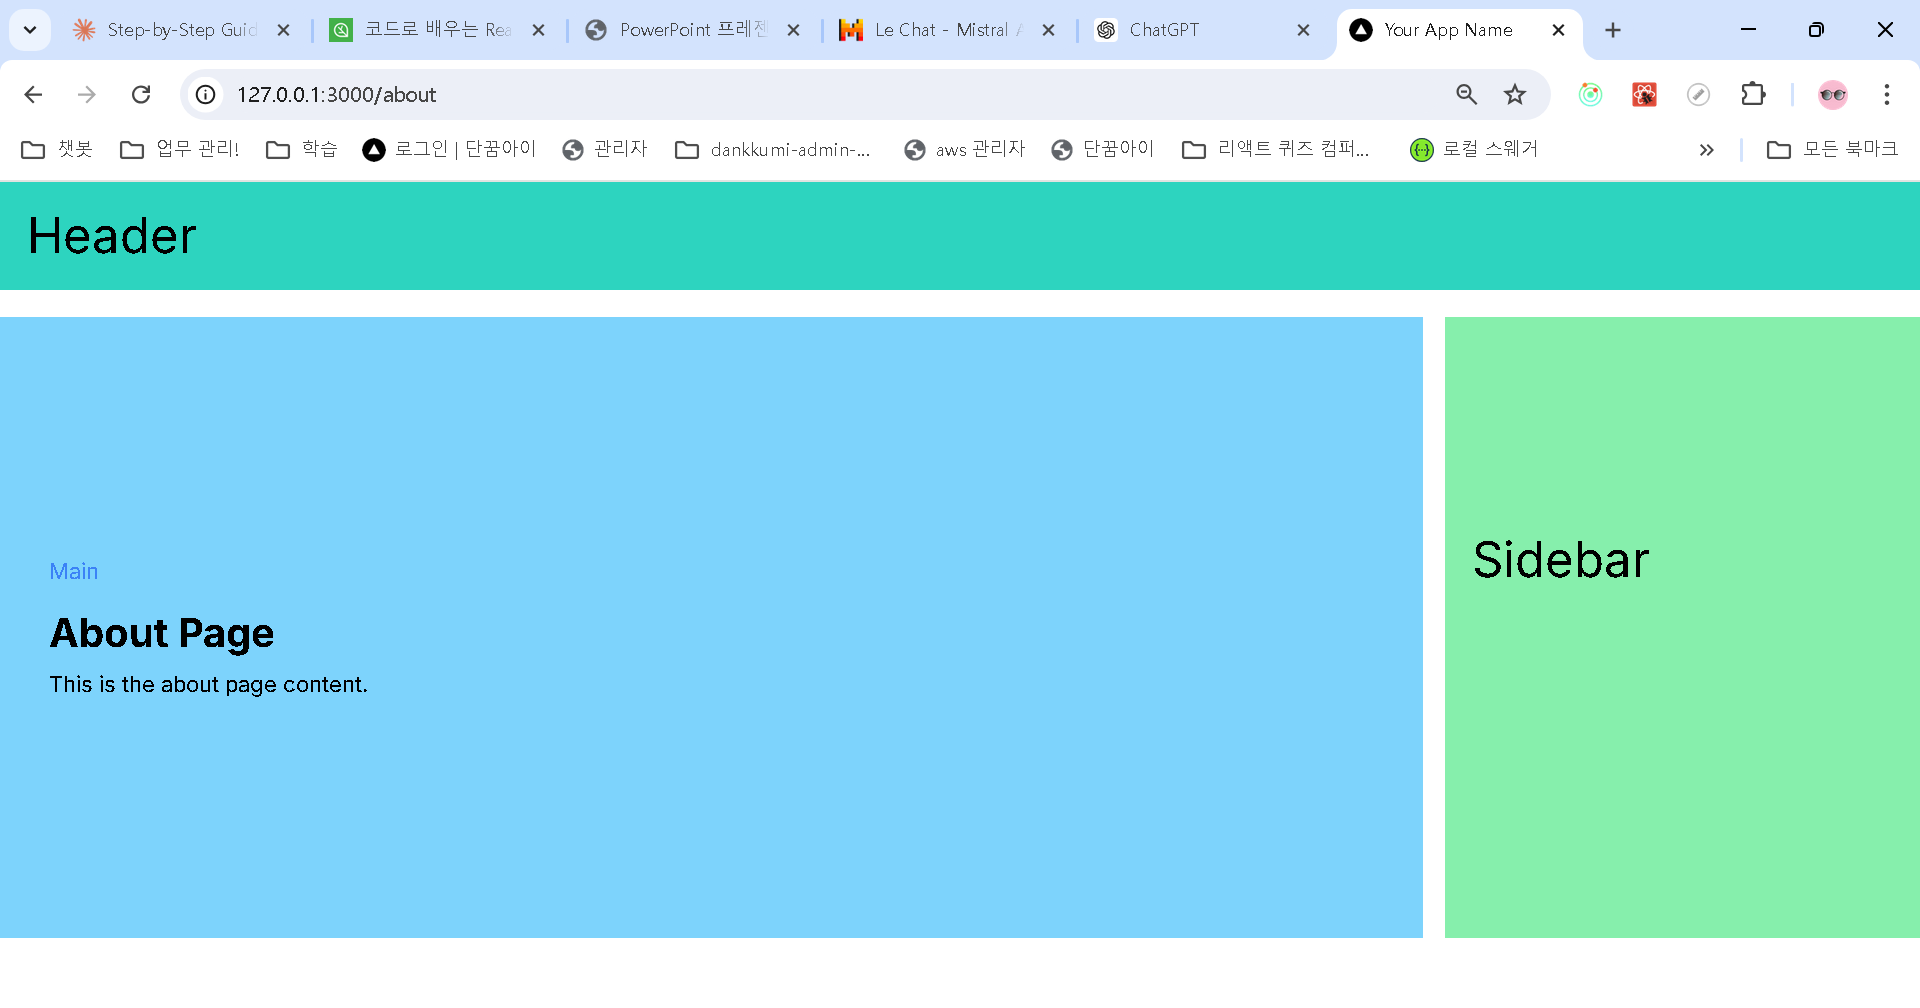 Step-by-Step Guid
코드로 배우는 Rea
PowerPoint 프레젠
Le Chat - Mistral A
ChatGPT
Your App Name
127.0.0.1:3000/about
챗봇
업무 관리!
학습
로그인 | 단꿈아이
관리자
dankkumi-admin-...
aws 관리자
단꿈아이
리액트 퀴즈 컴퍼...
로컬 스웨거
모든 북마크
Header
Main
About Page
This is the about page content.
Sidebar